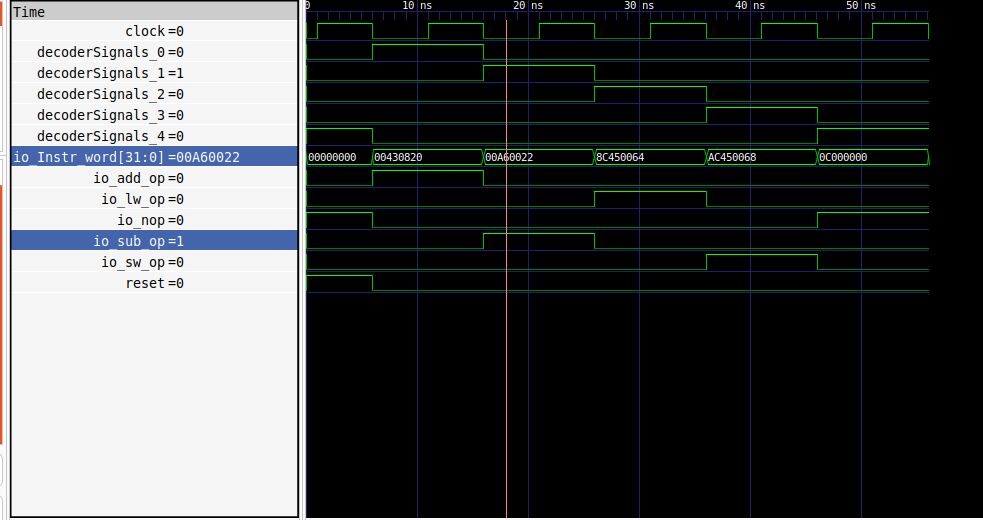 Time
0 10 ns 20 ns 30 ns 40 ns 50 ns
clock=0
decoderSignals_0=0
decoderSignals_1=1
decoderSignals_2=0
decoderSignals_3=0
decoderSignals_4=0
io_Instr_word[31:0]=00A60022 00000000 00430820 00A60022 8C450064 AC450068 0C000000
io_add_op=0
io_lw_op=0
io_nop=0
io_sub_op=1
io_sw_op=0
reset=0